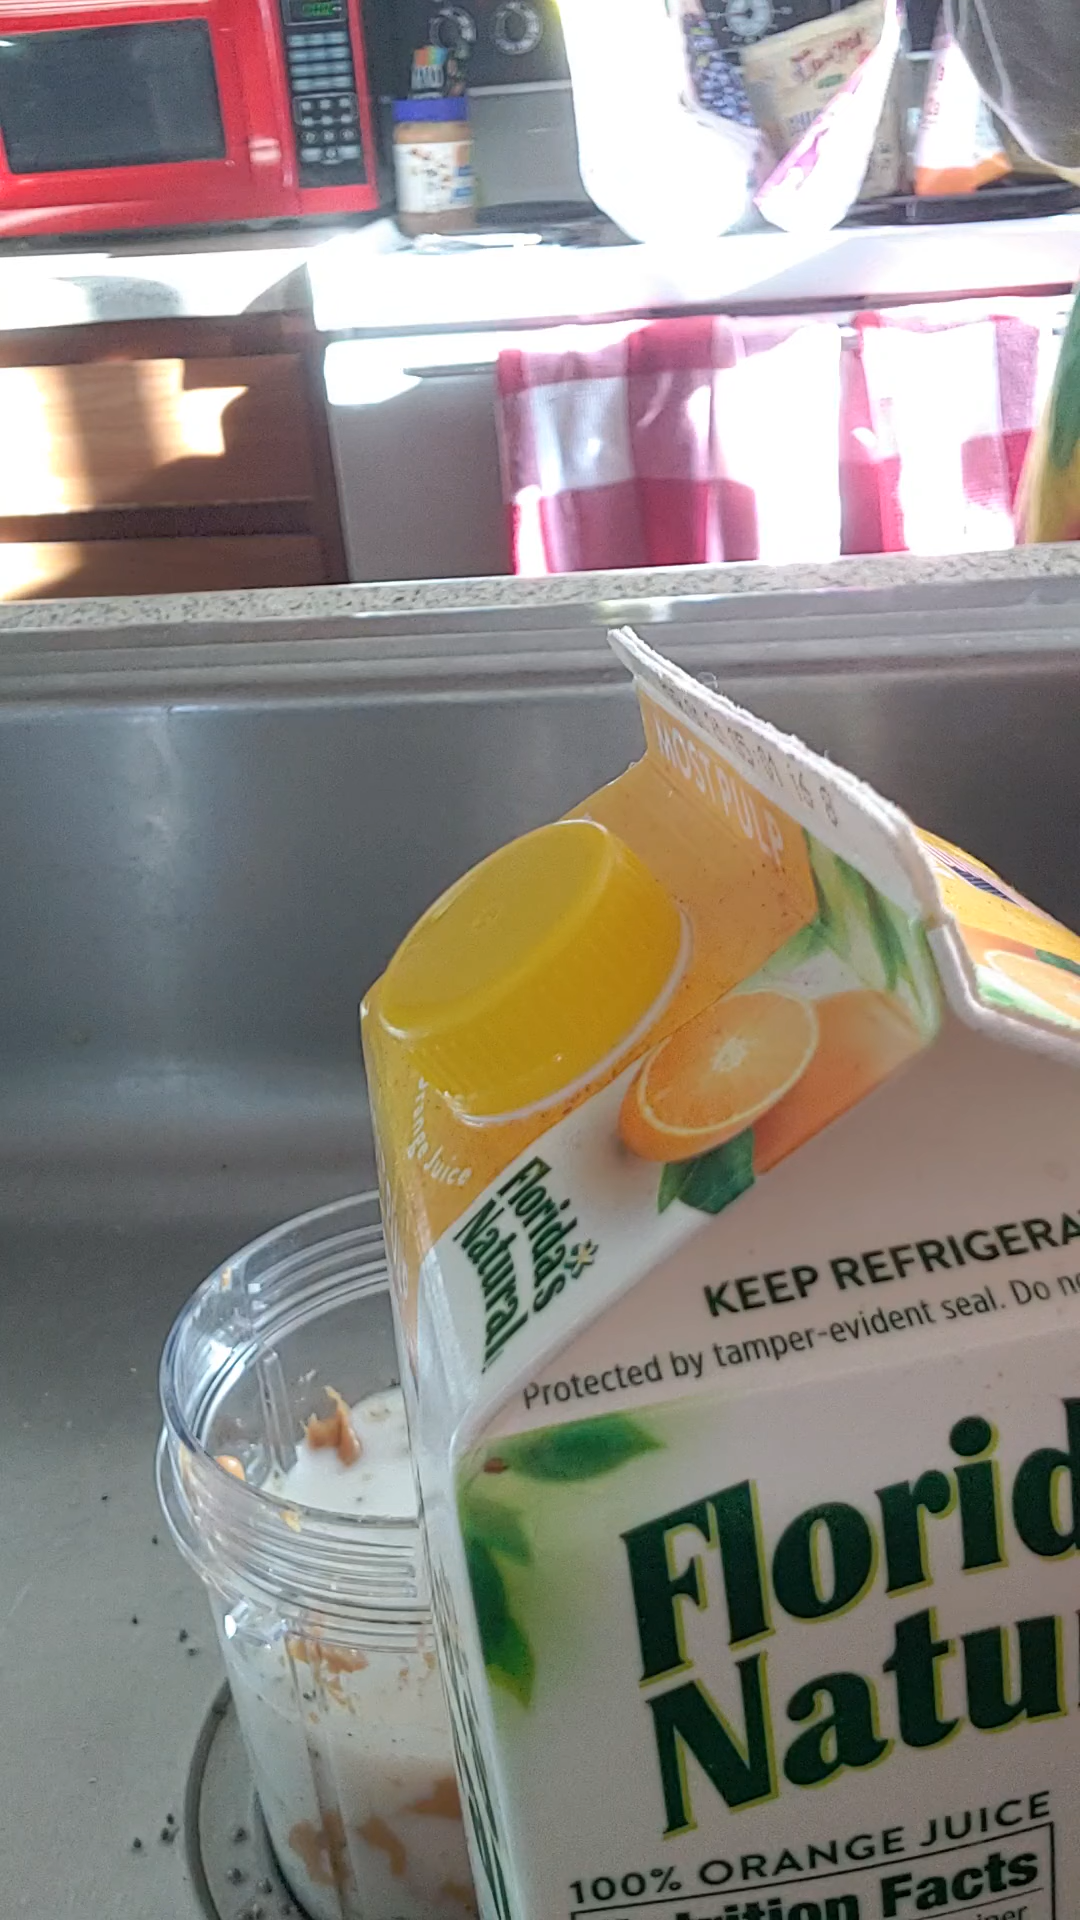 MOST PULP
Orange Juice
Florida's
Natural
KEEP REFRIGERA
Protected by tamper-evident seal. Do no
Florid
Natu
100% ORANGE JUICE
Nutrition Facts